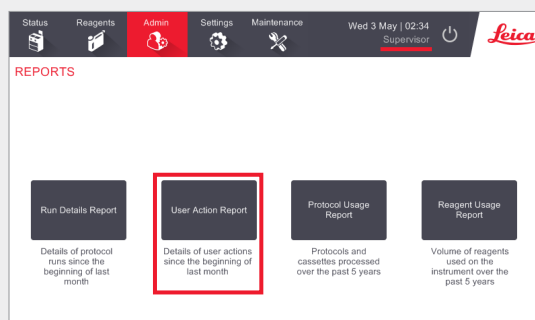 Status Reagents Admin Settings Maintenance
Wed 3 May | 02:34
Supervisor
Leica
REPORTS
Run Details Report
Details of protocol
runs since the
beginning of last
month
User Action Report
Details of user actions
since the beginning of
last month
Protocol Usage
Report
Protocols and
cassettes processed
over the past 5 years
Reagent Usage
Report
Volume of reagents
used on the
instrument over the
past 5 years